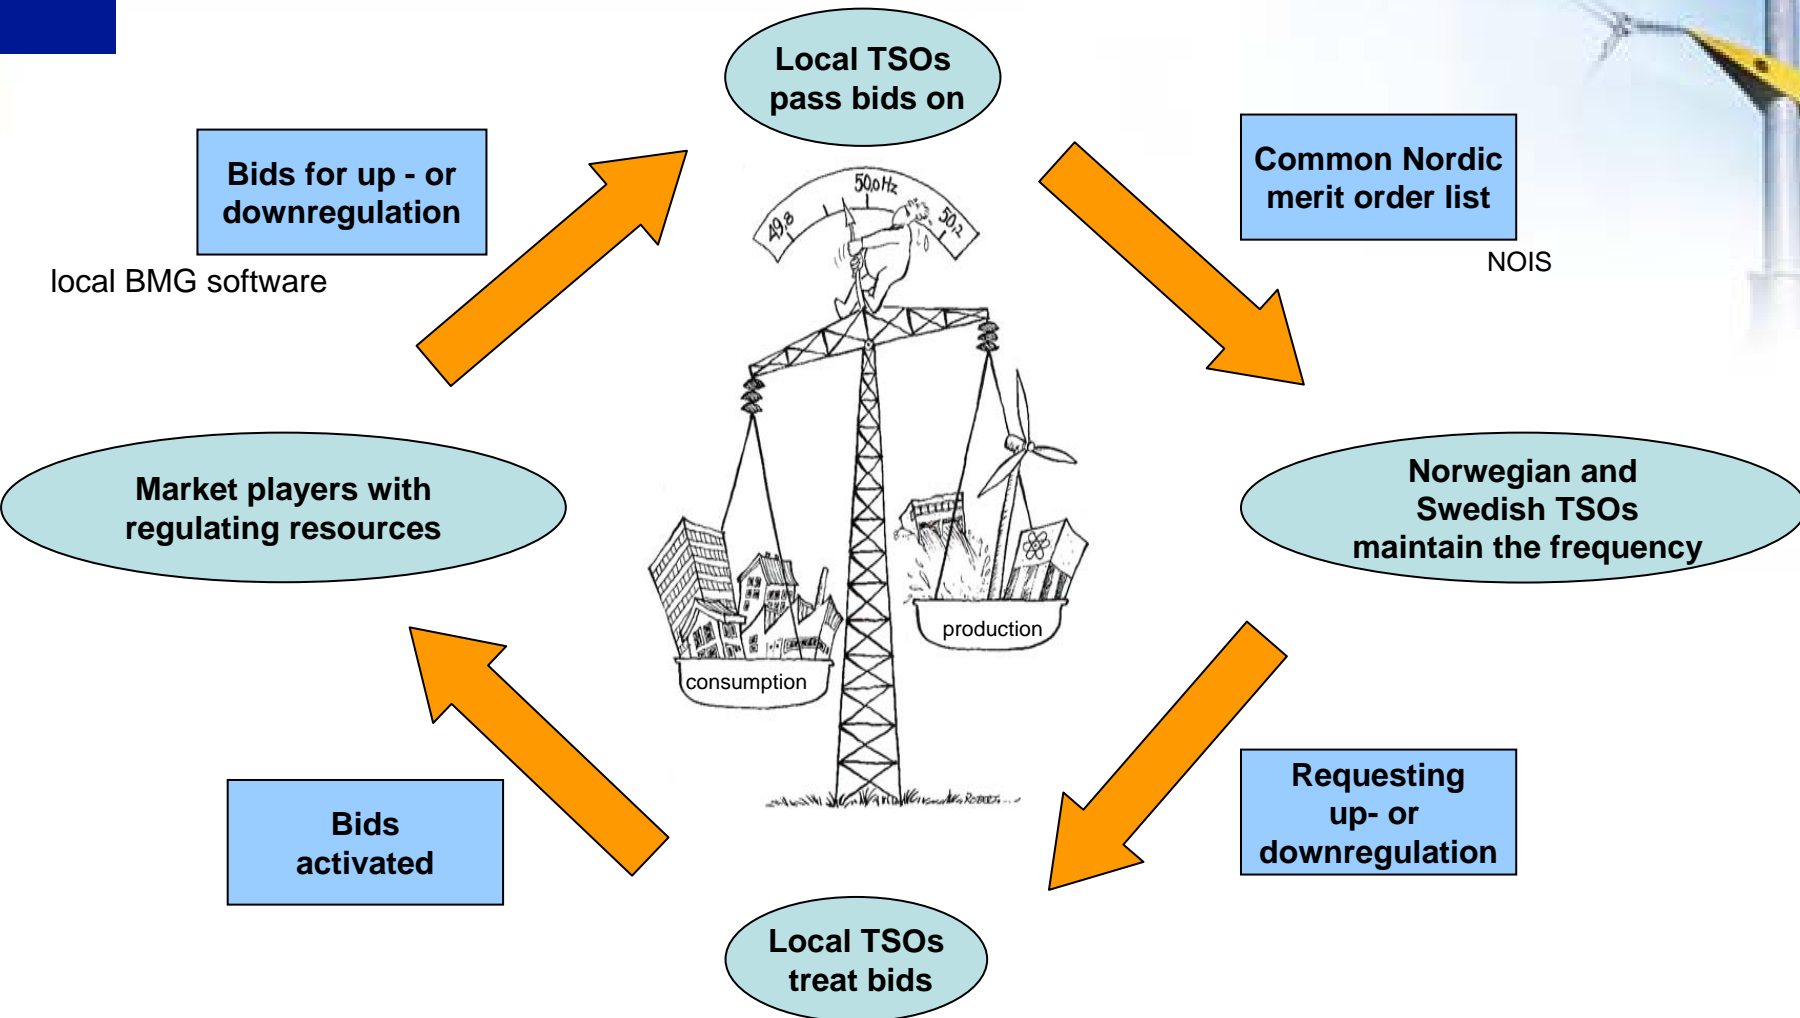 Local TSOs
pass bids on
Bids for up - or
downregulation
local BMG software
Common Nordic
merit order list
NOIS
49,8
50,0 Hz
50,2
Market players with
regulating resources
Norwegian and
Swedish TSOs
maintain the frequency
production
consumption
Bids
activated
Requesting
up- or
downregulation
Local TSOs
treat bids